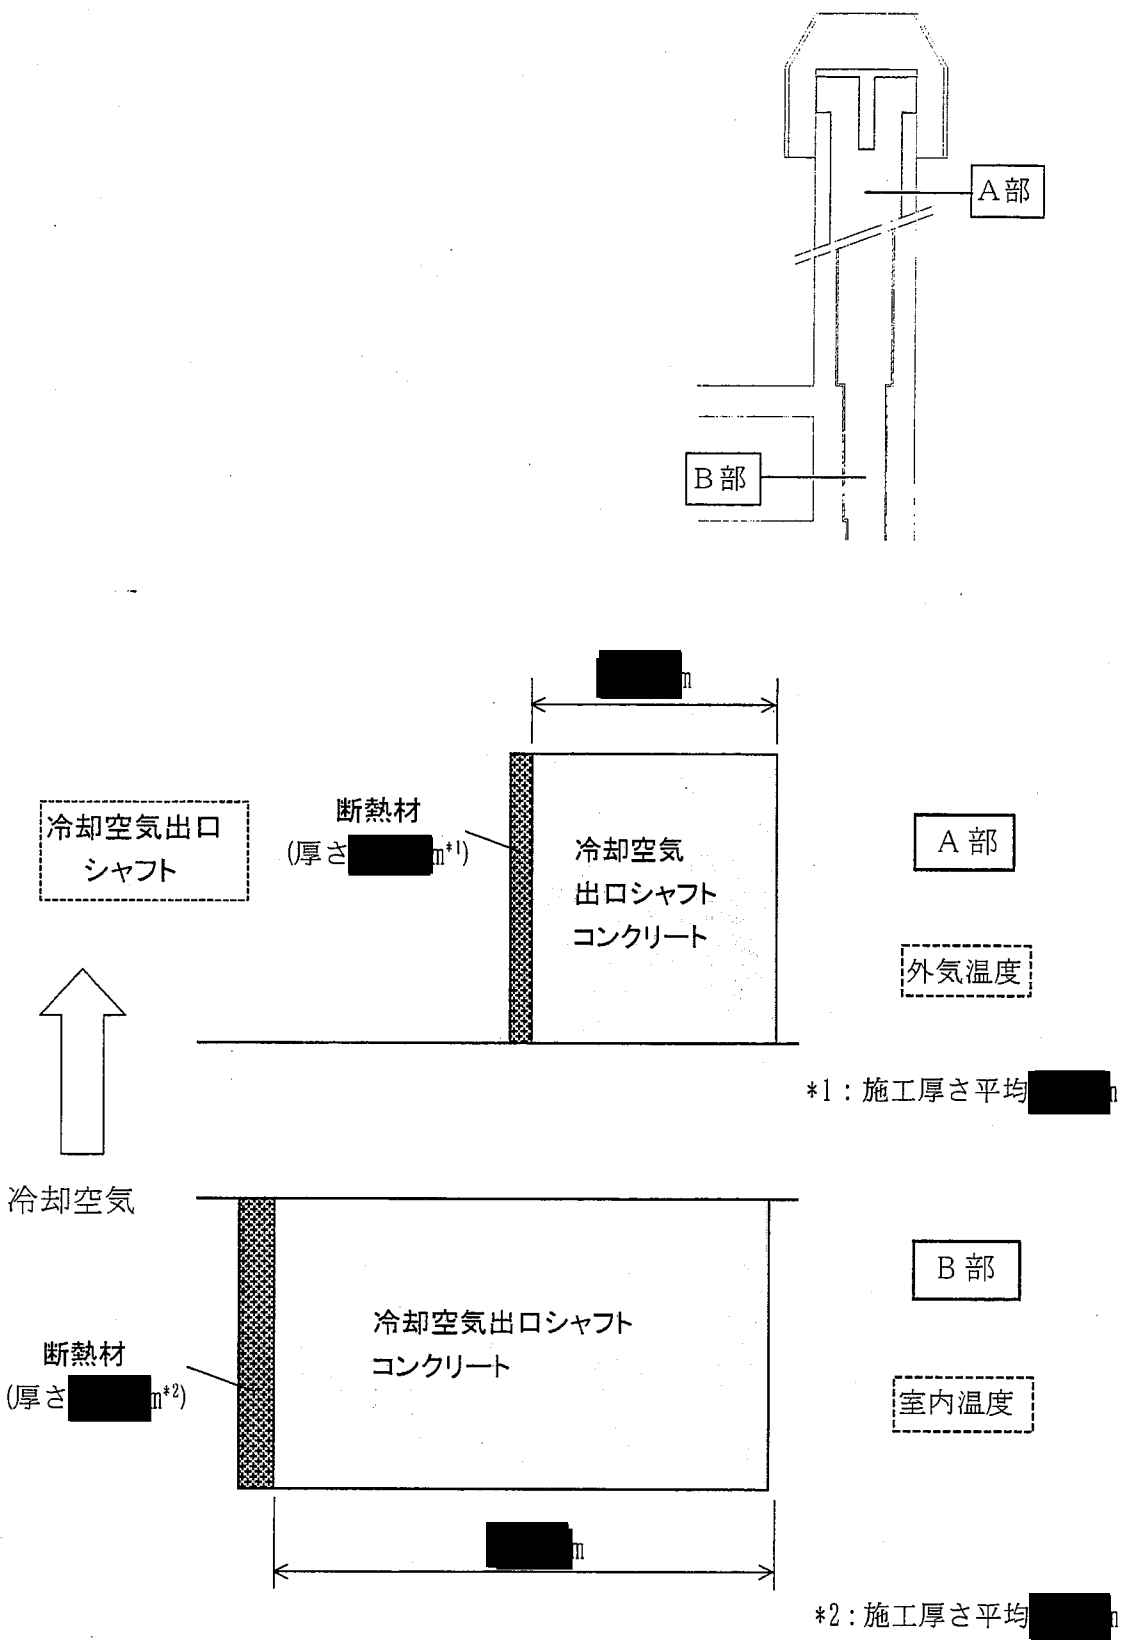 A部
B部
m
冷却空気出口
シャフト
断熱材
(厚さ m*1)
冷却空気
出口シャフト
コンクリート
A部
外気温度
*1：施工厚さ平均 m
冷却空気
断熱材
(厚さ m*2)
冷却空気出口シャフト
コンクリート
B部
室内温度
m
*2：施工厚さ平均 m